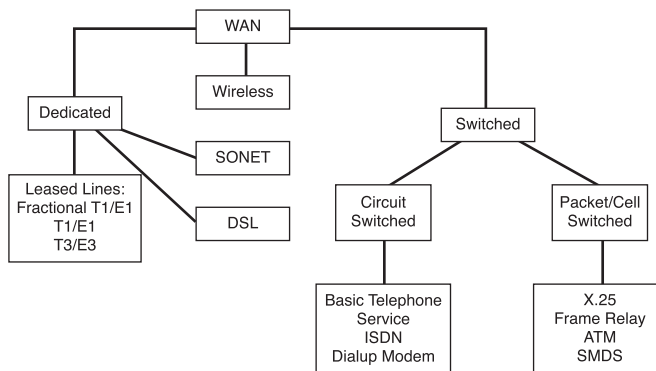 WAN
Wireless
Dedicated
Switched
SONET
Leased Lines:
Fractional T1/E1
T1/E1
T3/E3
DSL
Circuit
Switched
Packet/Cell
Switched
Basic Telephone
Service
ISDN
Dialup Modem
X.25
Frame Relay
ATM
SMDS